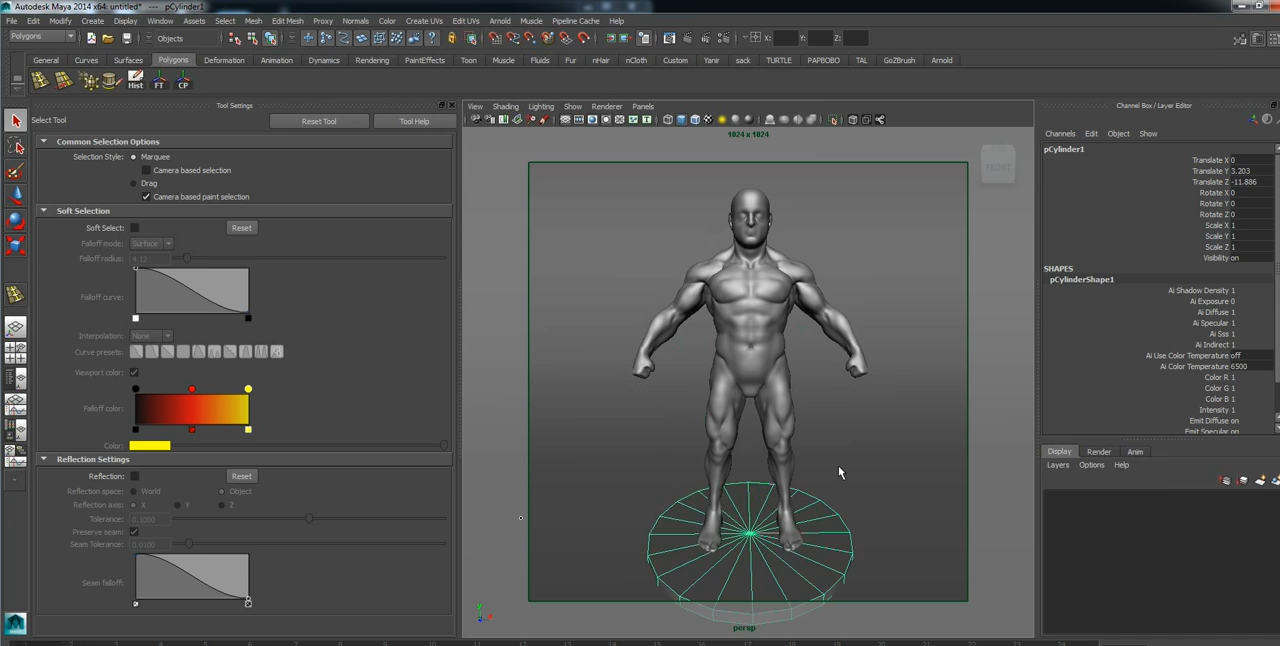 Autodesk Maya 2014 x64: untitled* --- pCylinder1
File Edit Modify Create Display Window Assets Select Mesh Edit Mesh Proxy Normals Color Create UVs Edit UVs Arnold Muscle Pipeline Cache Help
Polygons Objects X: Y: Z:
General Curves Surfaces Polygons Deformation Animation Dynamics Rendering PaintEffects Toon Muscle Fluids Fur nHair nCloth Custom Yanir sack TURTLE PAPBOBO TAL GoZBrush Arnold
Hist FT CP
Tool Settings
Select Tool Reset Tool Tool Help
Common Selection Options
Selection Style: Marquee
Camera based selection
Drag
Camera based paint selection
Soft Selection
Soft Select: Reset
Falloff mode: Surface
Falloff radius: 4.12
Falloff curve:
Interpolation: None
Curve presets:
Viewport color:
Falloff color:
Color:
Reflection Settings
Reflection: Reset
Reflection space: World Object
Reflection axis: X Y Z
Tolerance: 0.1000
Preserve seam:
Seam Tolerance: 0.0100
Seam falloff:
View Shading Lighting Show Renderer Panels
1024 x 1024
FRONT
persp
Channel Box / Layer Editor
Channels Edit Object Show
pCylinder1
Translate X 0
Translate Y 3.203
Translate Z -11.886
Rotate X 0
Rotate Y 0
Rotate Z 0
Scale X 1
Scale Y 1
Scale Z 1
Visibility on
SHAPES
pCylinderShape1
Ai Shadow Density 1
Ai Exposure 0
Ai Diffuse 1
Ai Specular 1
Ai Sss 1
Ai Indirect 1
Ai Use Color Temperature off
Ai Color Temperature 6500
Color R 1
Color G 1
Color B 1
Intensity 1
Emit Diffuse on
Emit Specular on
Display Render Anim
Layers Options Help